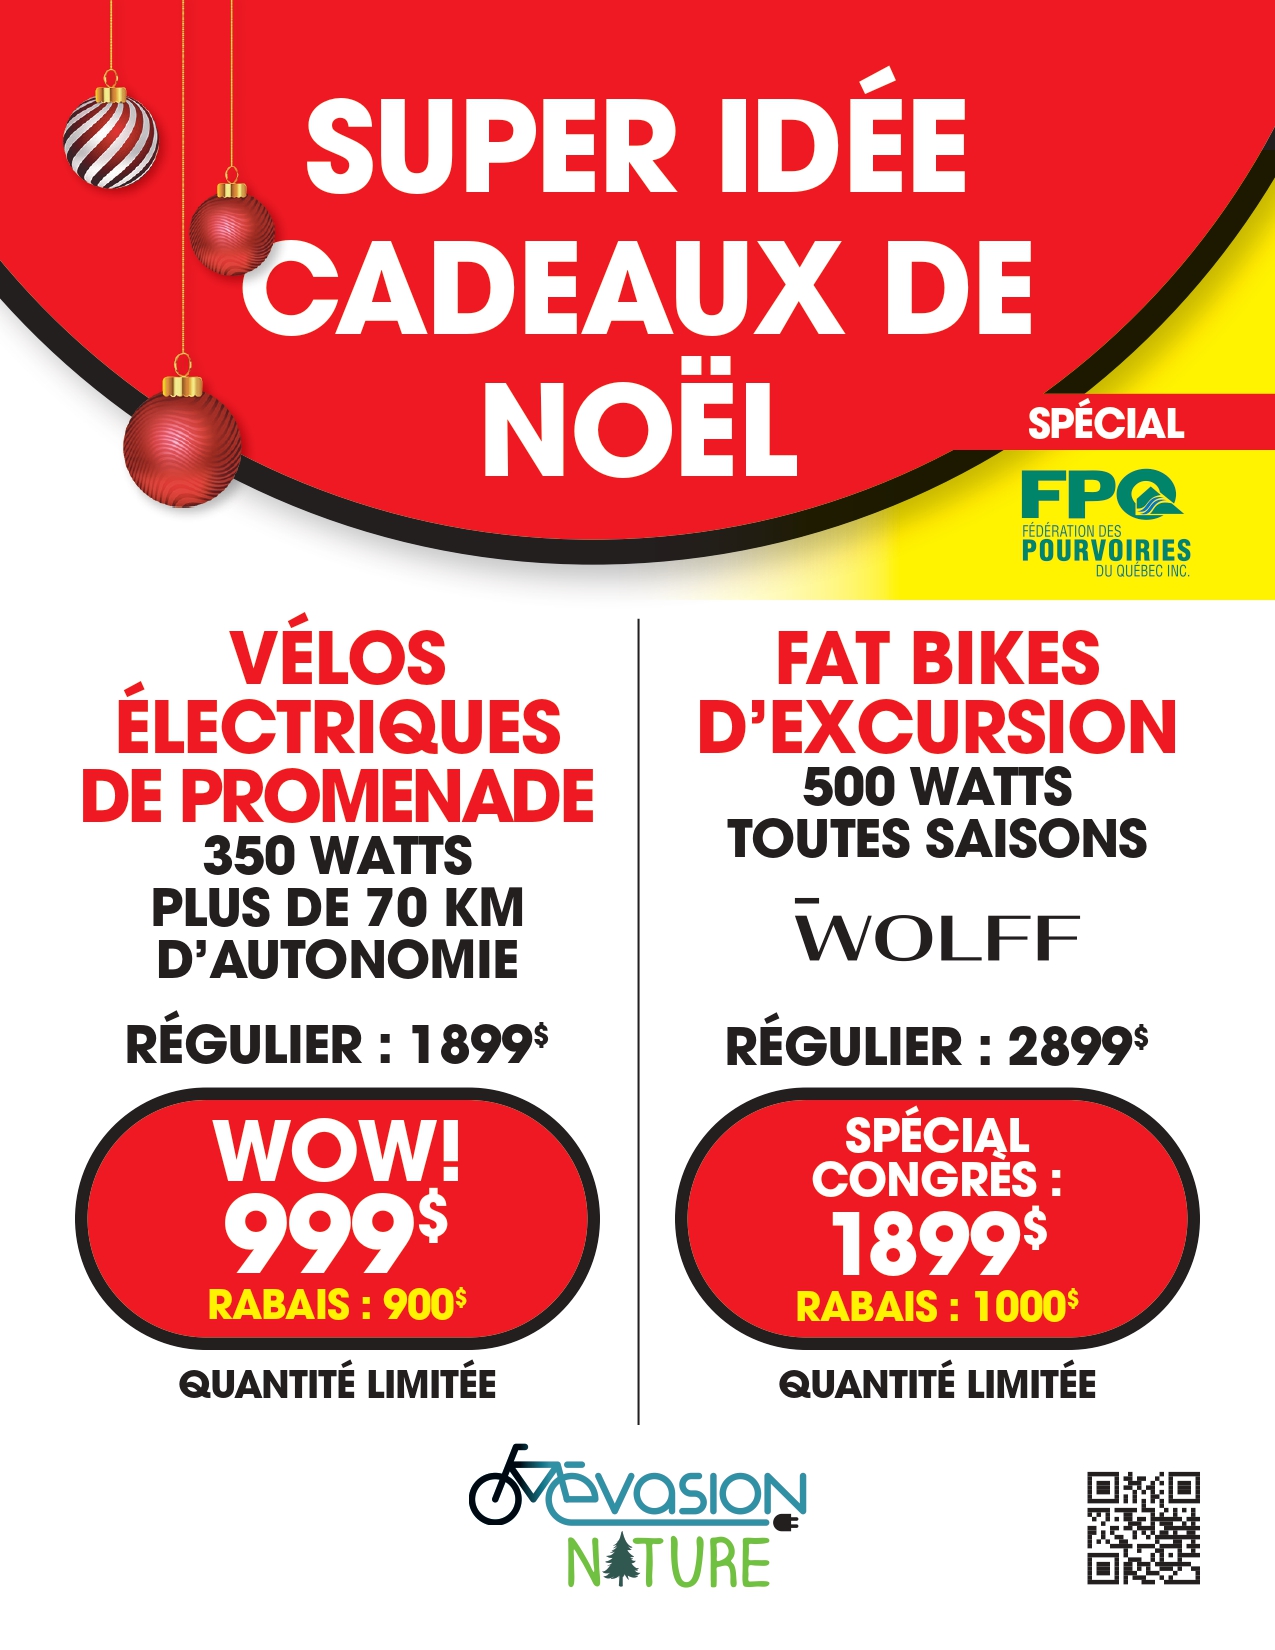 SUPER IDÉE
CADEAUX DE
NOËL
SPÉCIAL
FPQ
FÉDÉRATION DES
POURVOIRIES
DU QUÉBEC INC.
VÉLOS
ÉLECTRIQUES
DE PROMENADE
350 WATTS
PLUS DE 70 KM
D'AUTONOMIE
RÉGULIER : 1899$
WOW!
999$
RABAIS : 900$
QUANTITÉ LIMITÉE
FAT BIKES
D'EXCURSION
500 WATTS
TOUTES SAISONS
WOLFF
RÉGULIER : 2899$
SPÉCIAL
CONGRÈS :
1899$
RABAIS : 1000$
QUANTITÉ LIMITÉE
évasion
NATURE